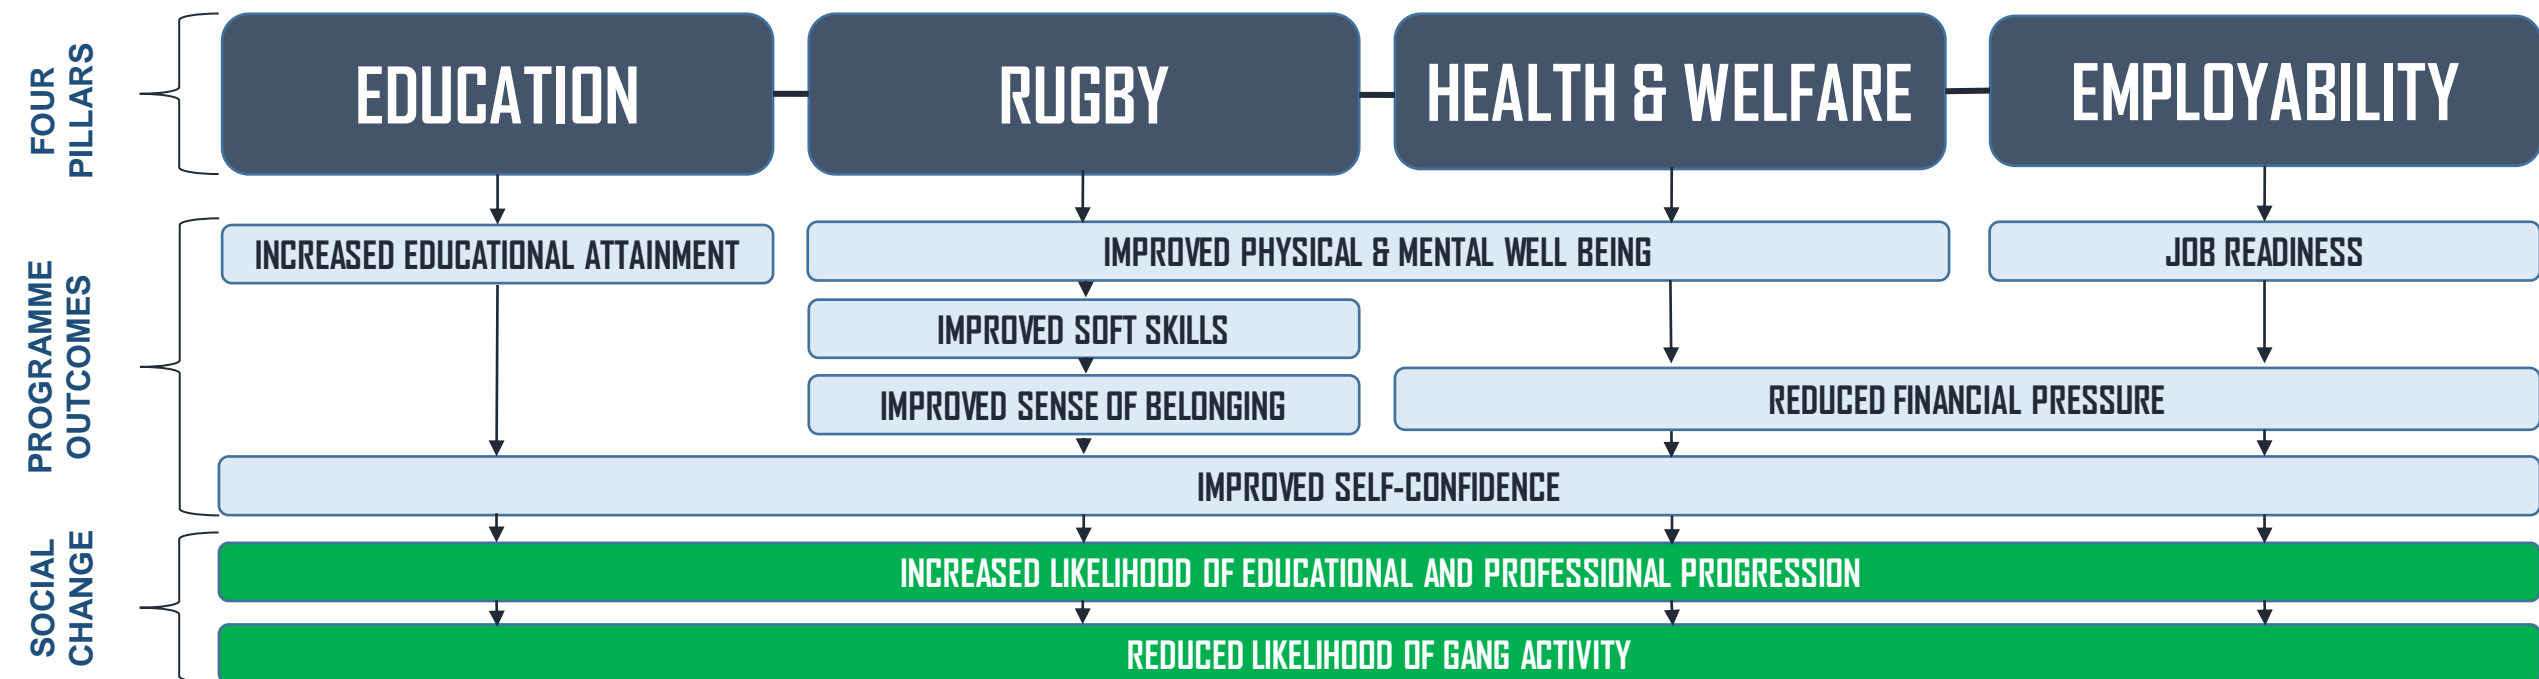 FOUR
PILLARS
EDUCATION
RUGBY
HEALTH & WELFARE
EMPLOYABILITY
PROGRAMME
OUTCOMES
INCREASED EDUCATIONAL ATTAINMENT
IMPROVED PHYSICAL & MENTAL WELL BEING
JOB READINESS
IMPROVED SOFT SKILLS
IMPROVED SENSE OF BELONGING
REDUCED FINANCIAL PRESSURE
IMPROVED SELF-CONFIDENCE
SOCIAL
CHANGE
INCREASED LIKELIHOOD OF EDUCATIONAL AND PROFESSIONAL PROGRESSION
REDUCED LIKELIHOOD OF GANG ACTIVITY